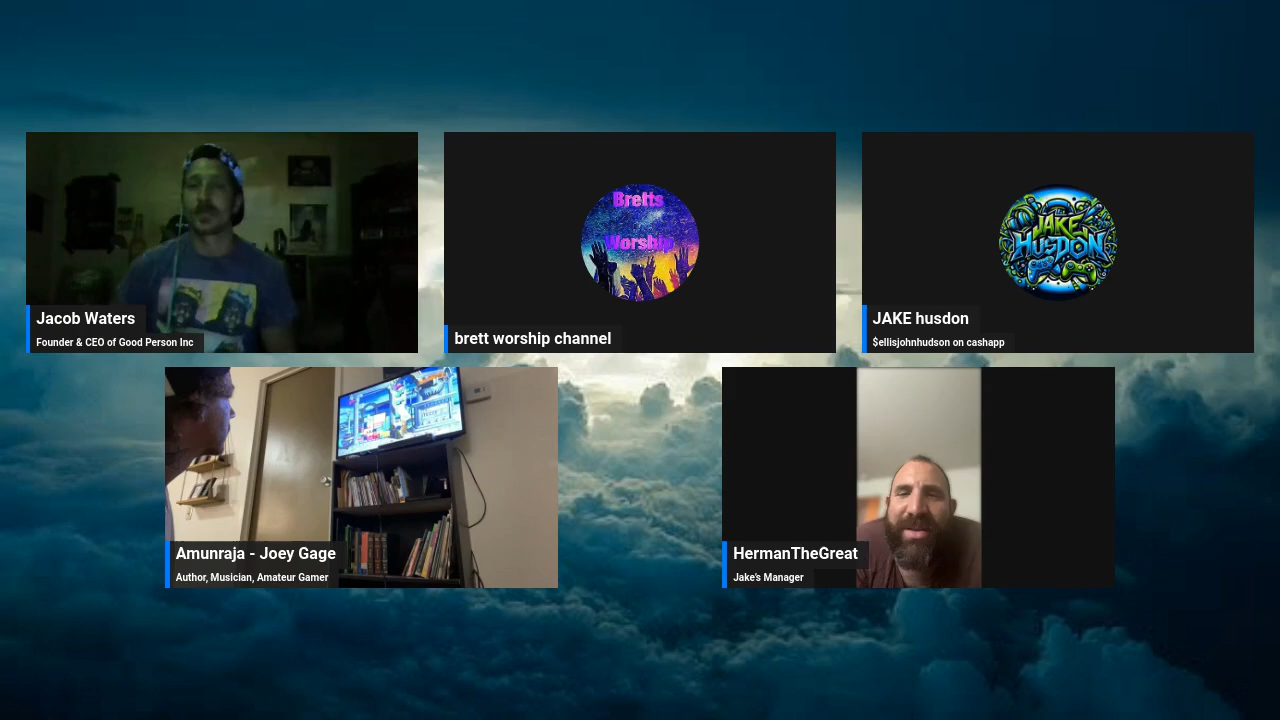 Jacob Waters
Founder & CEO of Good Person Inc
Bretts
Worship
brett worship channel
JAKE
HUSDON
JAKE husdon
$ellisjohnhudson on cashapp
Amunraja - Joey Gage
Author, Musician, Amateur Gamer
HermanTheGreat
Jake's Manager